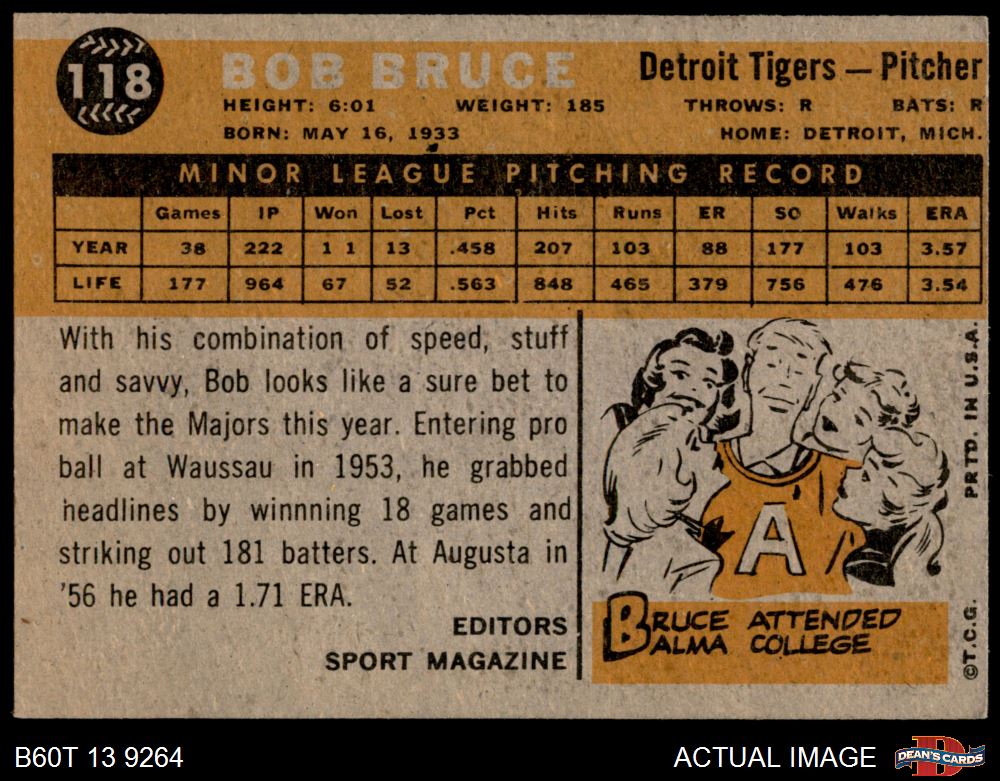 118
BOB BRUCE
Detroit Tigers — Pitcher
HEIGHT: 6:01 WEIGHT: 185 THROWS: R BATS: R
BORN: MAY 16, 1933 HOME: DETROIT, MICH.
MINOR LEAGUE PITCHING RECORD
Games IP Won Lost Pct Hits Runs ER SO Walks ERA
YEAR 38 222 1 1 13 .458 207 103 88 177 103 3.57
LIFE 177 964 67 52 .563 848 465 379 756 476 3.54
With his combination of speed, stuff
and savvy, Bob looks like a sure bet to
make the Majors this year. Entering pro
ball at Waussau in 1953, he grabbed
headlines by winnning 18 games and
striking out 181 batters. At Augusta in
'56 he had a 1.71 ERA.
EDITORS
SPORT MAGAZINE
A
BRUCE ATTENDED
ALMA COLLEGE
©T.C.G. PRTD. IN U.S.A.
B60T 13 9264
ACTUAL IMAGE
D
DEAN'S CARDS